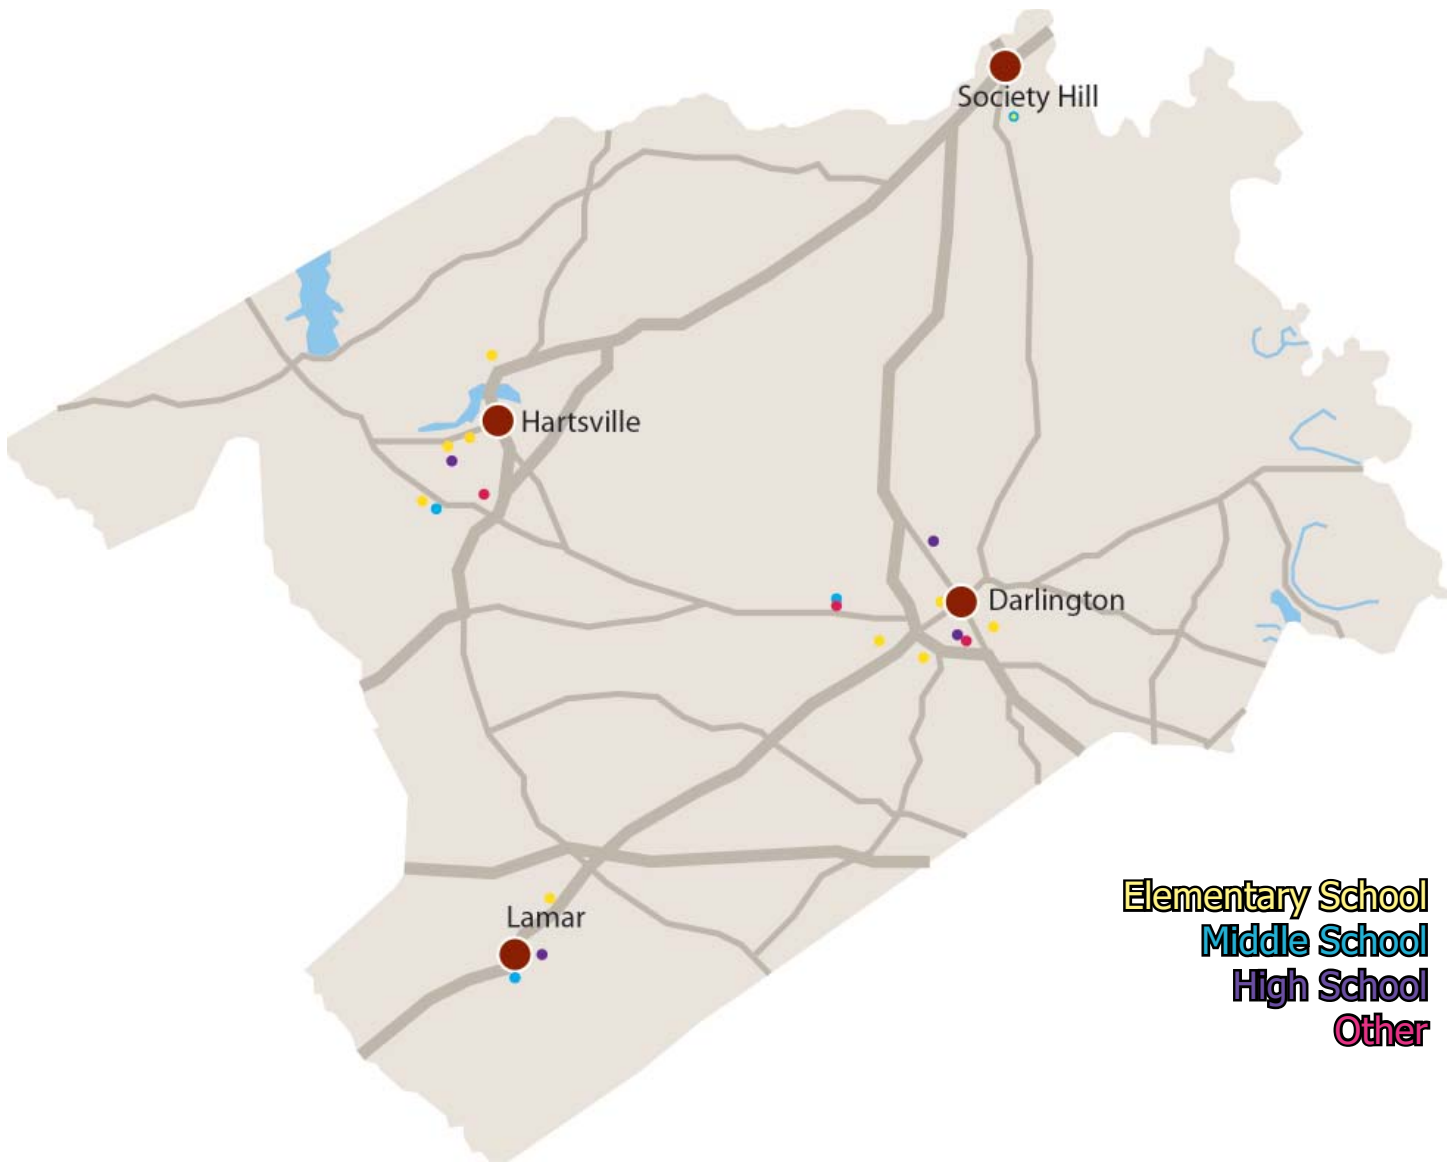 Society Hill
Hartsville
Darlington
Lamar
Elementary School
Middle School
High School
Other